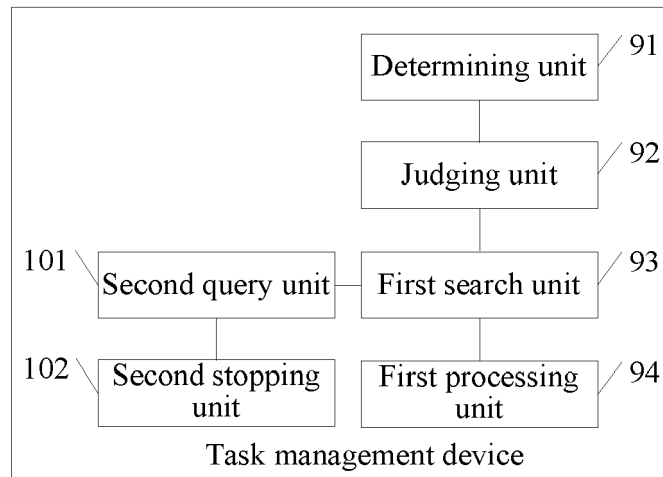 Determining unit
91
Judging unit
92
101
Second query unit
First search unit
93
102
Second stopping
unit
First processing
unit
94
Task management device